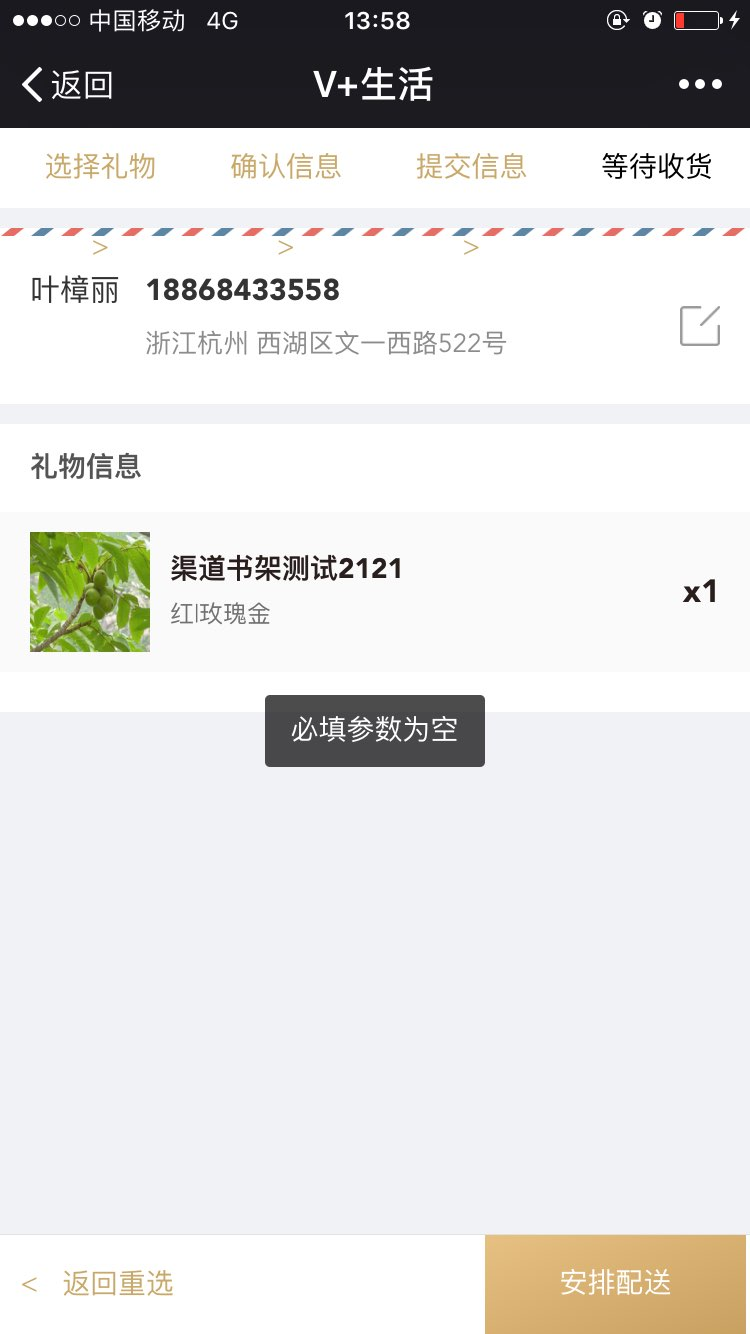 中国移动 4G 13:58
返回 V+生活
选择礼物 确认信息 提交信息 等待收货
> > >
叶樟丽 18868433558
浙江杭州 西湖区文一西路522号
礼物信息
渠道书架测试2121
红|玫瑰金
x1
必填参数为空
< 返回重选 安排配送